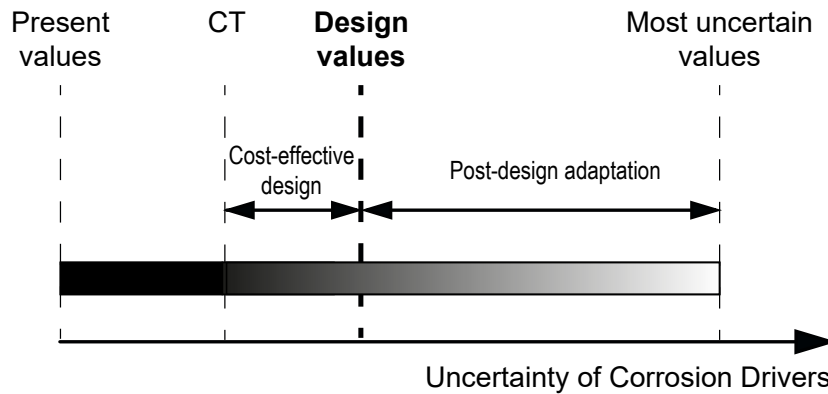 Present
values
CT
Design
values
Most uncertain
values
Cost-effective
design
Post-design adaptation
Uncertainty of Corrosion Drivers